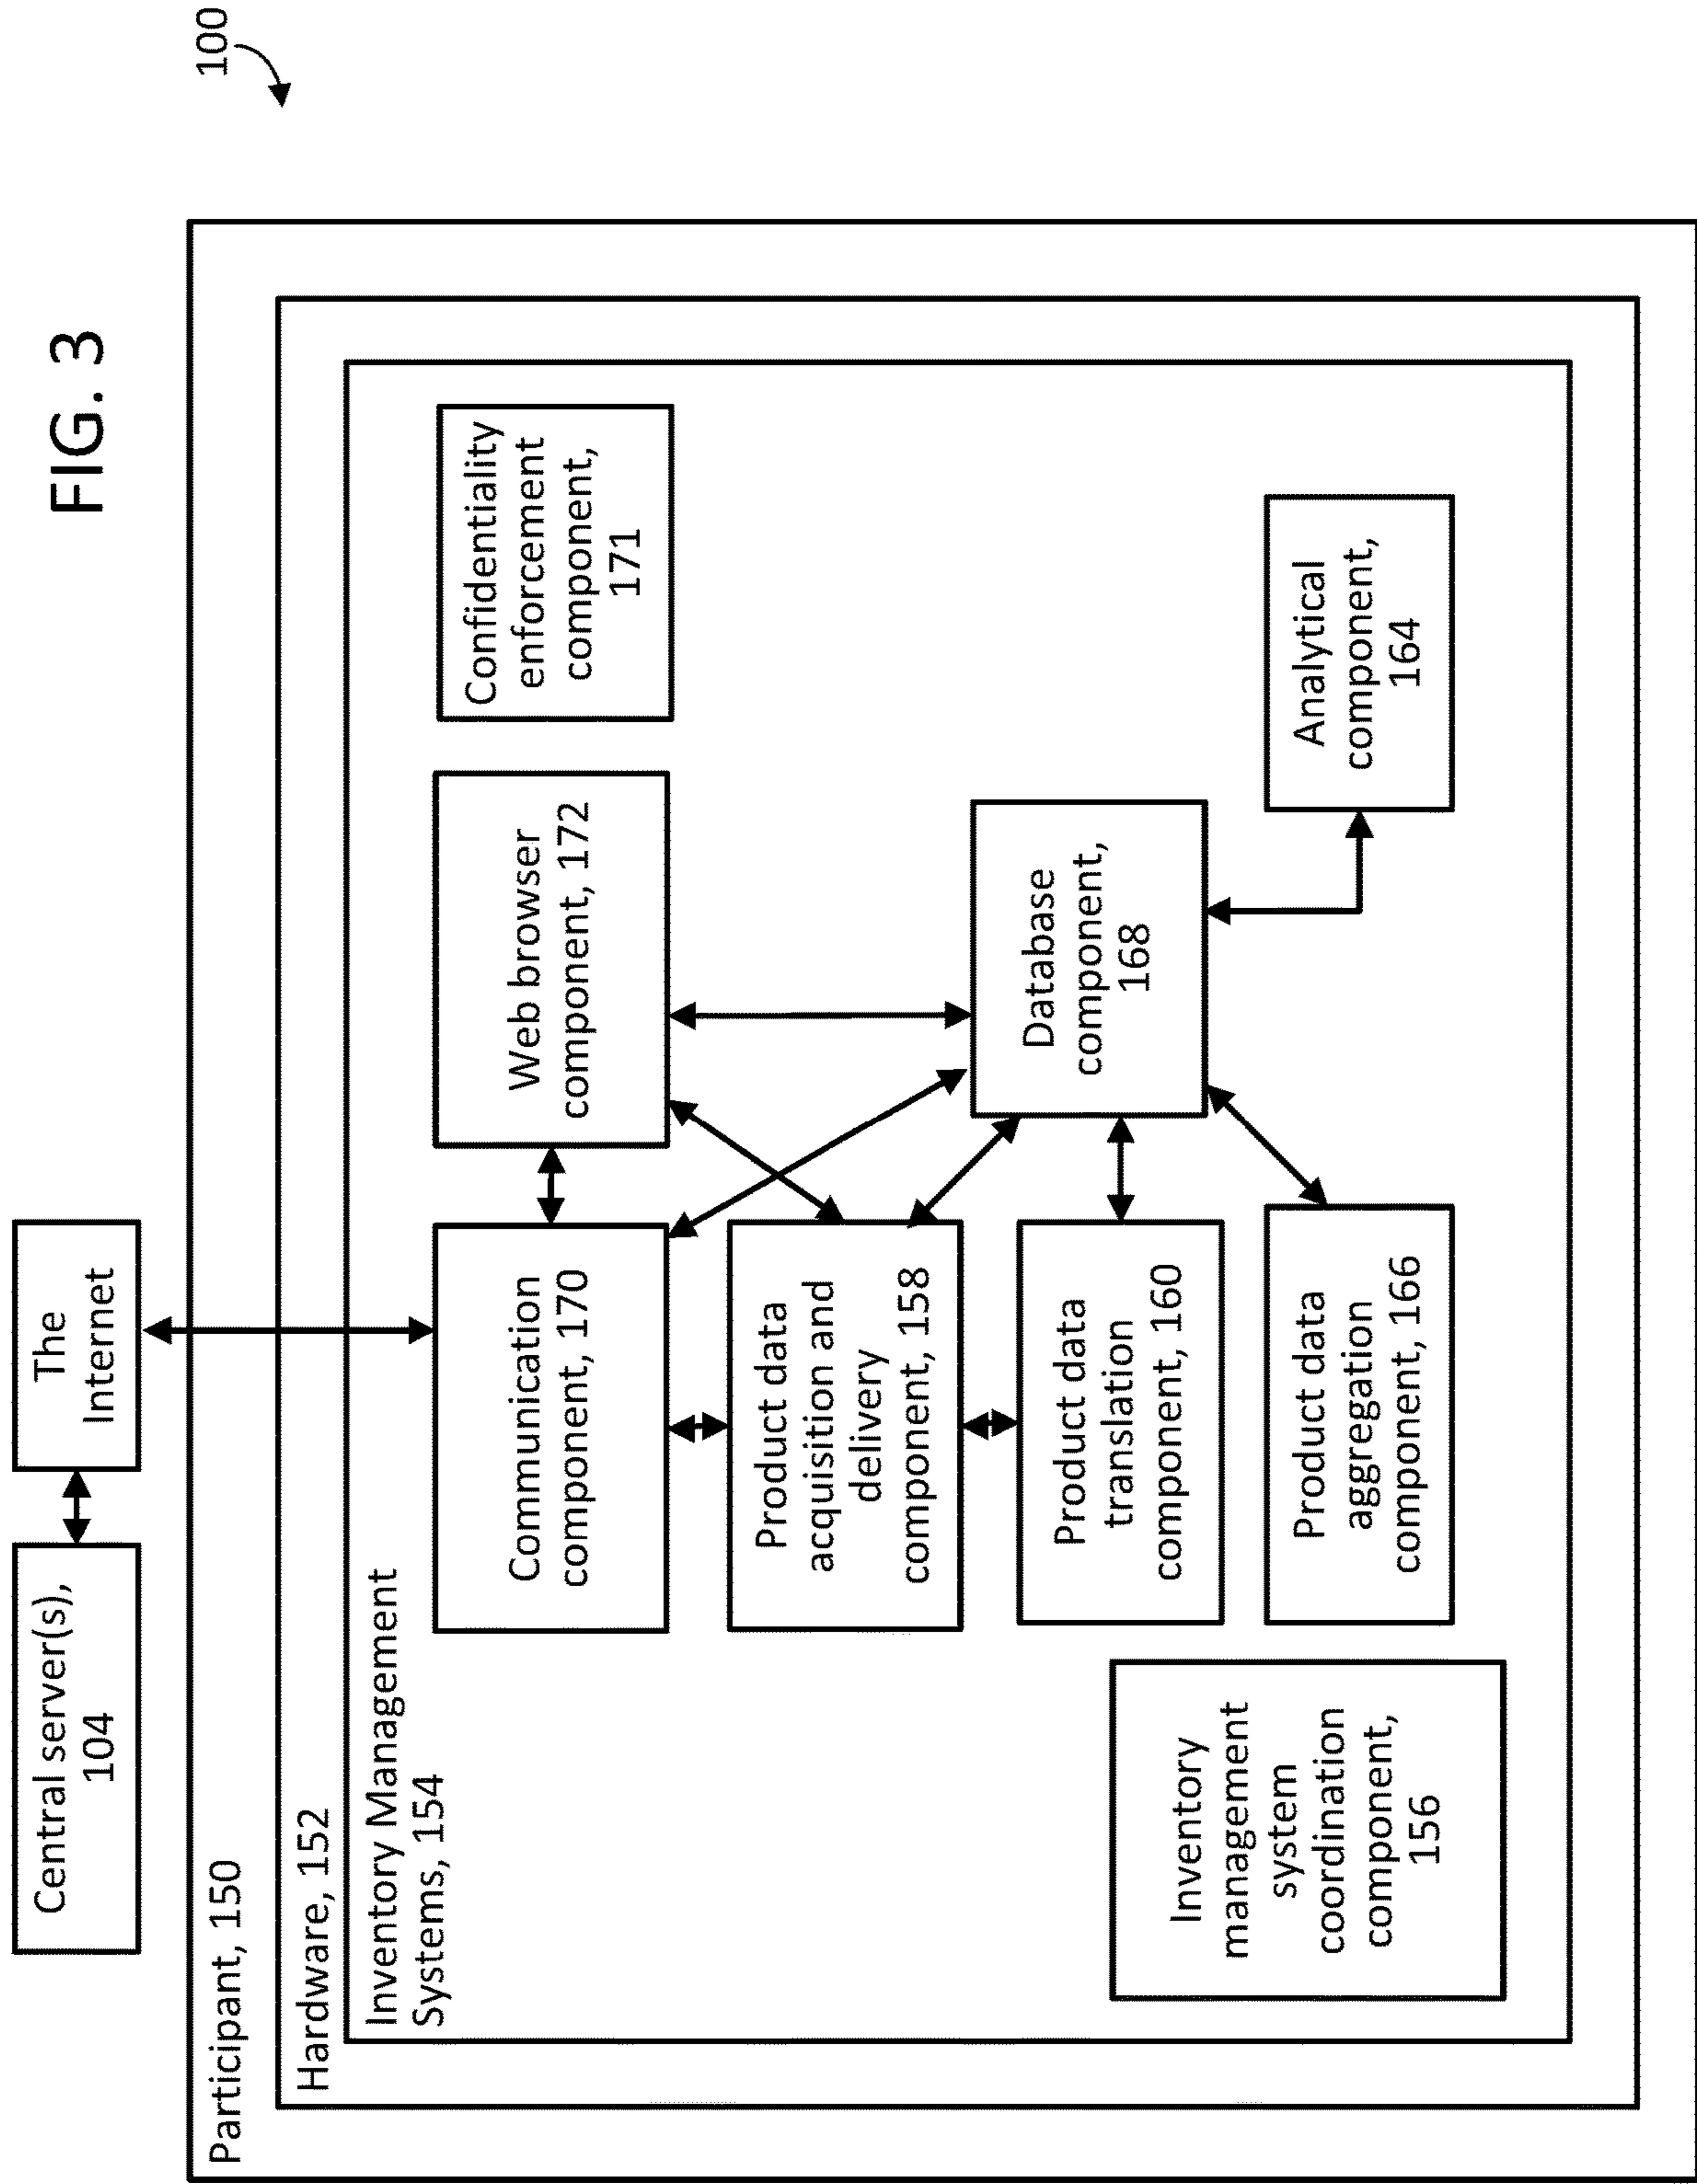 FIG. 3
100
Central server(s),
104
The
Internet
Participant, 150
Hardware, 152
Inventory Management
Systems, 154
Communication
component, 170
Web browser
component, 172
Confidentiality
enforcement
component,
171
Product data
acquisition and
delivery
component, 158
Database
component,
168
Product data
translation
component, 160
Inventory
management
system
coordination
component,
156
Product data
aggregation
component, 166
Analytical
component,
164